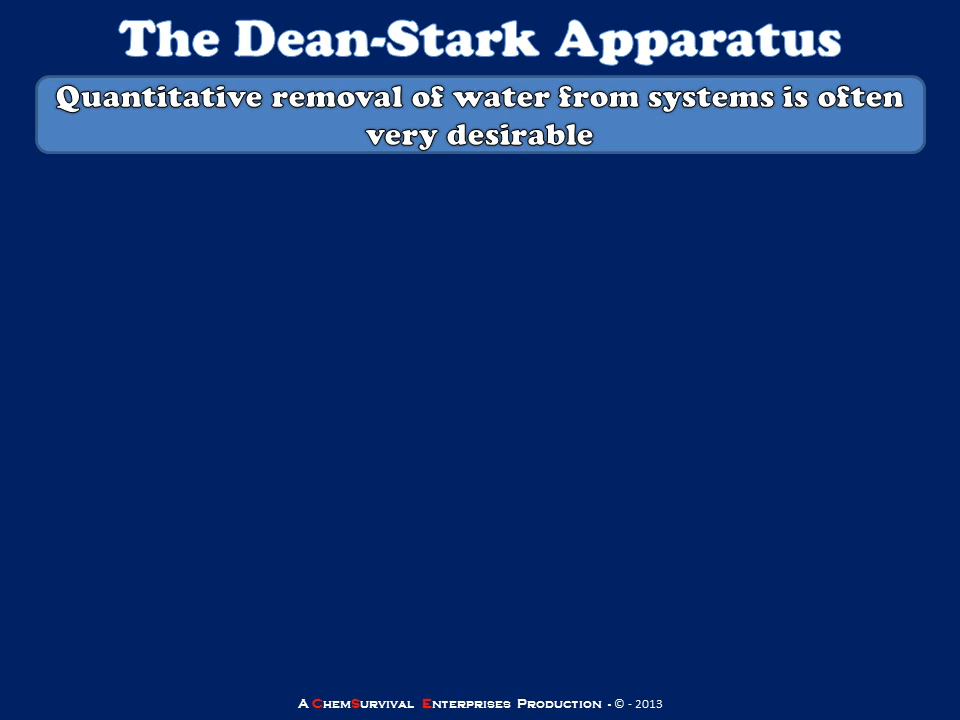 The Dean-Stark Apparatus
Quantitative removal of water from systems is often
very desirable
A ChemSurvival Enterprises Production - © - 2013